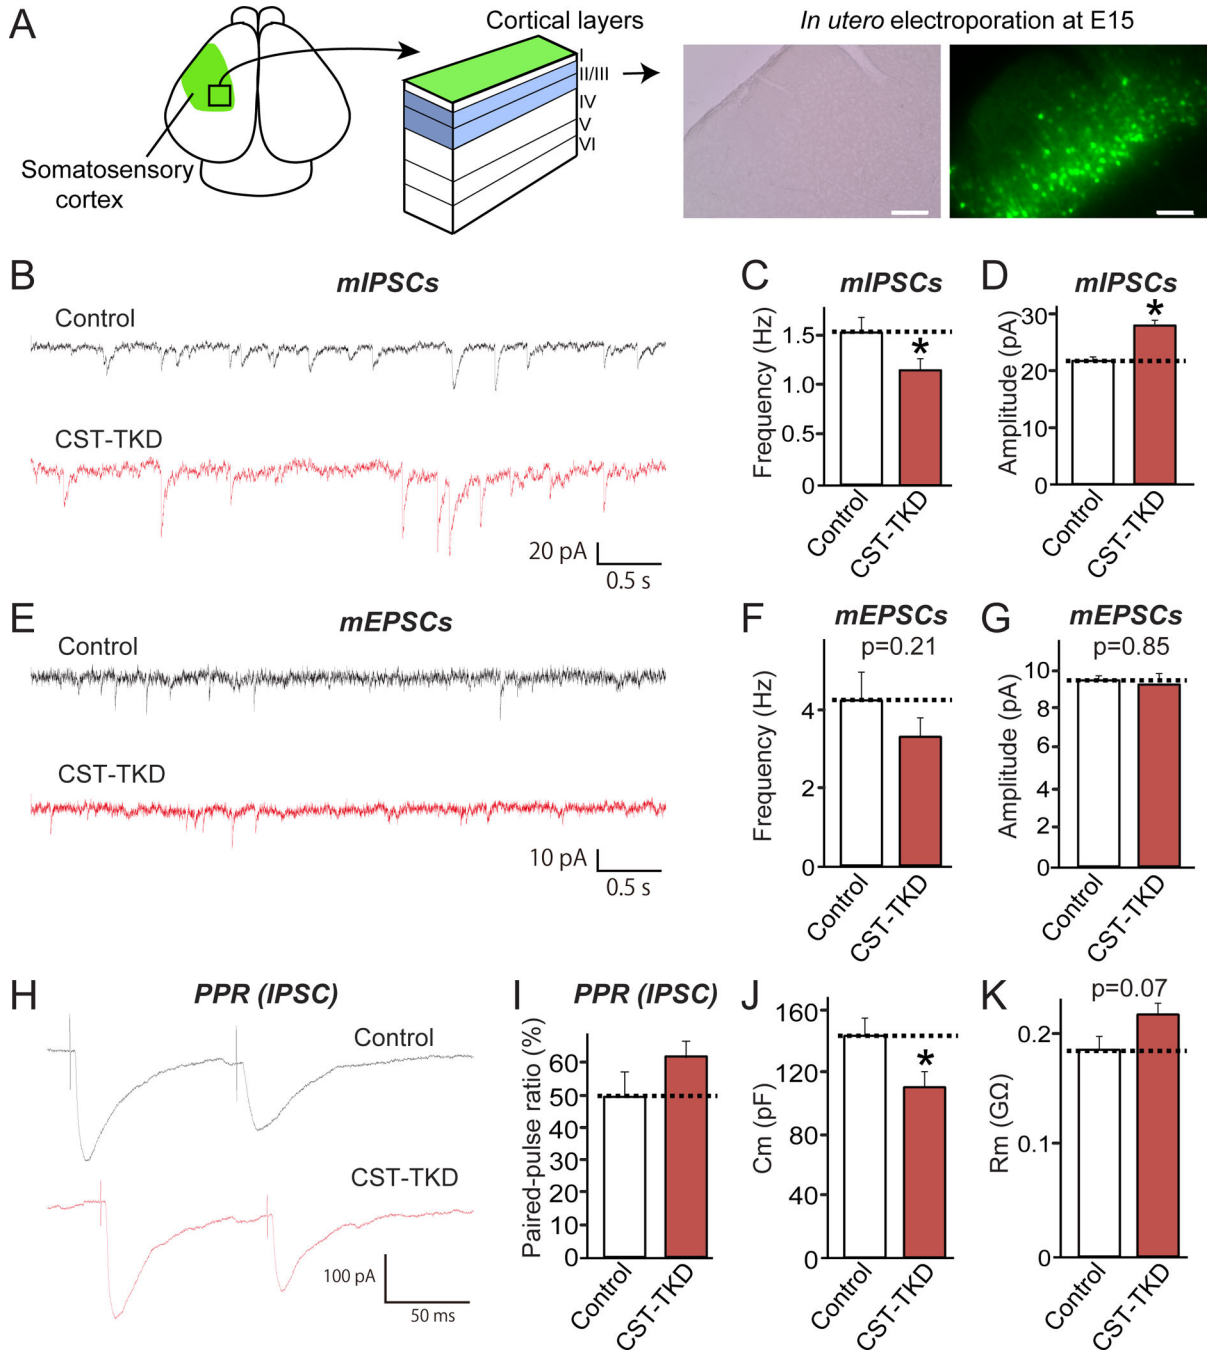 A
Cortical layers
In utero electroporation at E15
I
II/III
IV
V
VI
Somatosensory
cortex
B
mIPSCs
Control
CST-TKD
20 pA
0.5 s
C
mIPSCs
Frequency (Hz)
1.5
1.0
0.5
0
*
Control
CST-TKD
D
mIPSCs
Amplitude (pA)
30
20
10
0
*
Control
CST-TKD
E
mEPSCs
Control
CST-TKD
10 pA
0.5 s
F
mEPSCs
p=0.21
Frequency (Hz)
4
2
0
Control
CST-TKD
G
mEPSCs
p=0.85
Amplitude (pA)
10
8
6
4
2
0
Control
CST-TKD
H
PPR (IPSC)
Control
CST-TKD
100 pA
50 ms
I
PPR (IPSC)
Paired-pulse ratio (%)
60
50
40
30
20
10
0
Control
CST-TKD
J
Cm (pF)
160
120
80
40
0
*
Control
CST-TKD
K
p=0.07
Rm (GΩ)
0.2
0.1
0
Control
CST-TKD